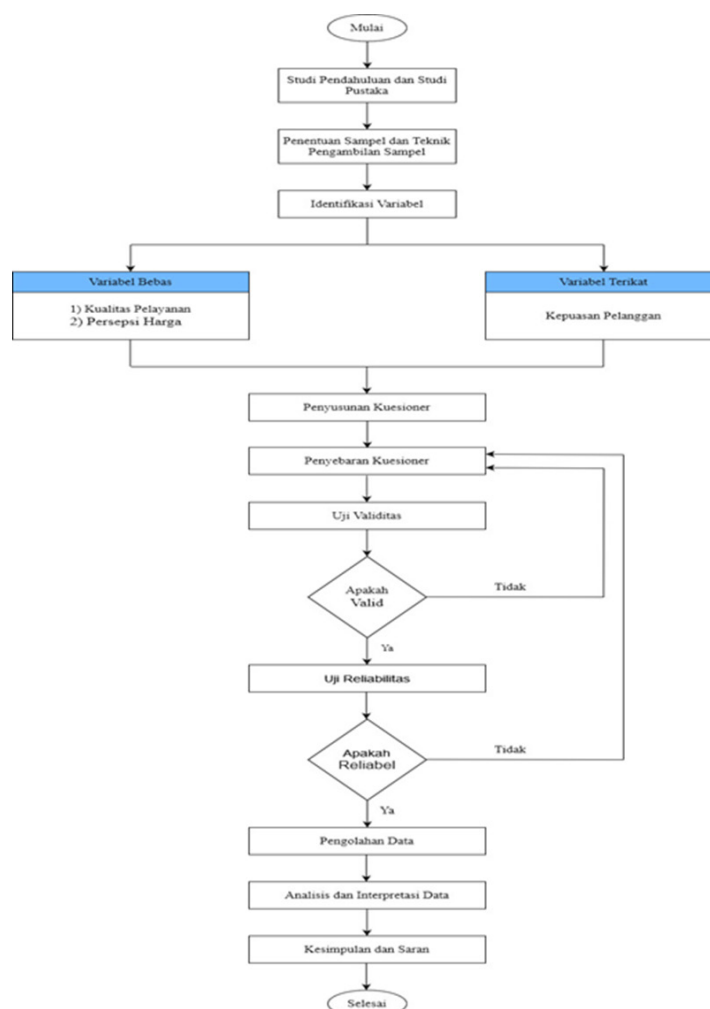 Mulai
Studi Pendahuluan dan Studi
Pustaka
Penentuan Sampel dan Teknik
Pengambilan Sampel
Identifikasi Variabel
Variabel Bebas
1) Kualitas Pelayanan
2) Persepsi Harga
Variabel Terikat
Kepuasan Pelanggan
Penyusunan Kuesioner
Penyebaran Kuesioner
Uji Validitas
Apakah
Valid
Tidak
Ya
Uji Reliabilitas
Apakah
Reliabel
Tidak
Ya
Pengolahan Data
Analisis dan Interpretasi Data
Kesimpulan dan Saran
Selesai